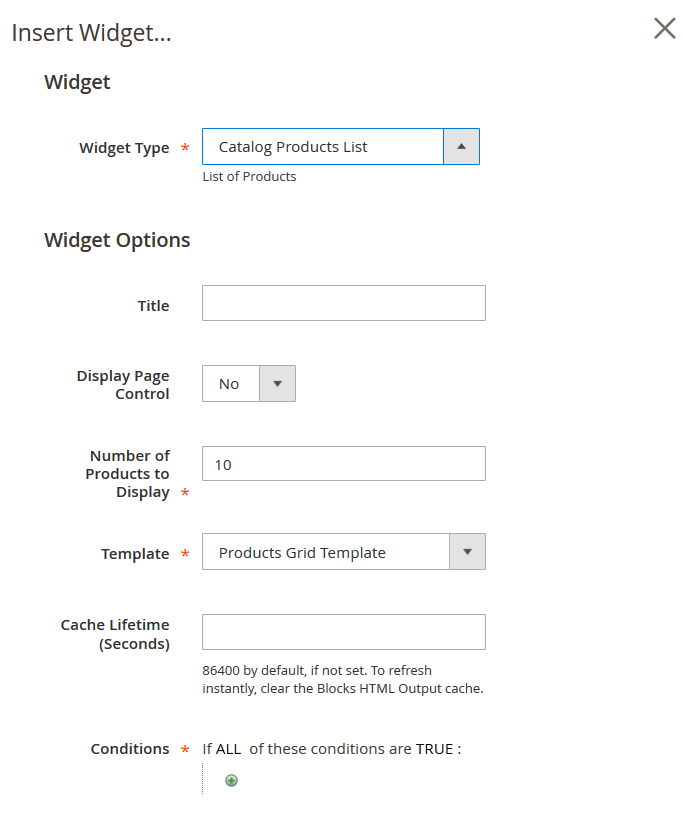 Insert Widget...
Widget
Widget Type *
Catalog Products List
List of Products
Widget Options
Title
Display Page
Control
No
Number of
Products to
Display *
10
Template *
Products Grid Template
Cache Lifetime
(Seconds)
86400 by default, if not set. To refresh
instantly, clear the Blocks HTML Output cache.
Conditions *
If ALL of these conditions are TRUE :